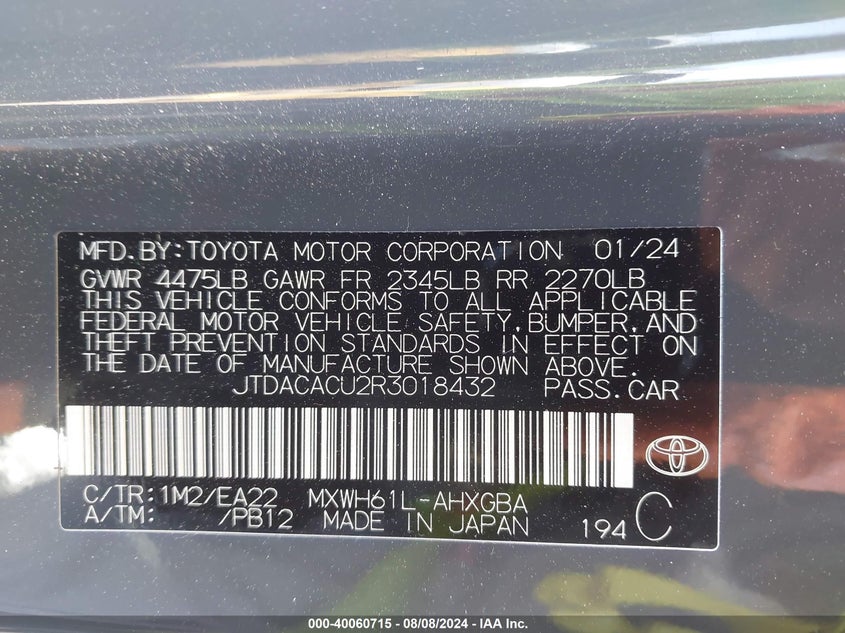 MFD.BY:TOYOTA MOTOR CORPORATION 01/24
GVWR 4475LB GAWR FR 2345LB RR 2270LB
THIS VEHICLE CONFORMS TO ALL APPLICABLE
FEDERAL MOTOR VEHICLE SAFETY,BUMPER,AND
THEFT PREVENTION STANDARDS IN EFFECT ON
THE DATE OF MANUFACTURE SHOWN ABOVE.
JTDACACU2R3018432 PASS.CAR
C/TR:1M2/EA22 MXWH61L-AHXGBA
A/TM: /PB12 MADE IN JAPAN 194 C
000-40060715 - 08/08/2024 - IAA Inc.